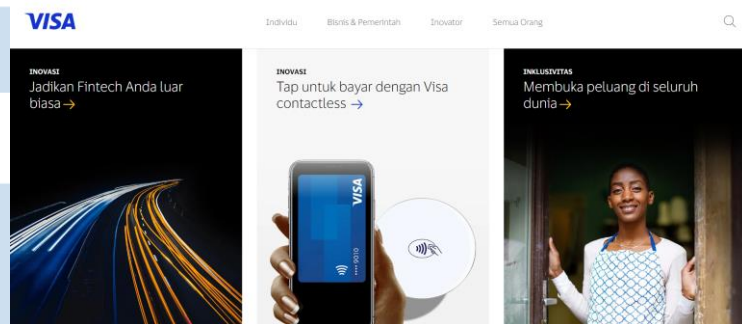 VISA
Individu
Bisnis & Pemerintah
Inovator
Semua Orang
INOVASI
Jadikan Fintech Anda luar
biasa →
INOVASI
Tap untuk bayar dengan Visa
contactless →
VISA
•••• 9010
INKLUSIVITAS
Membuka peluang di seluruh
dunia →